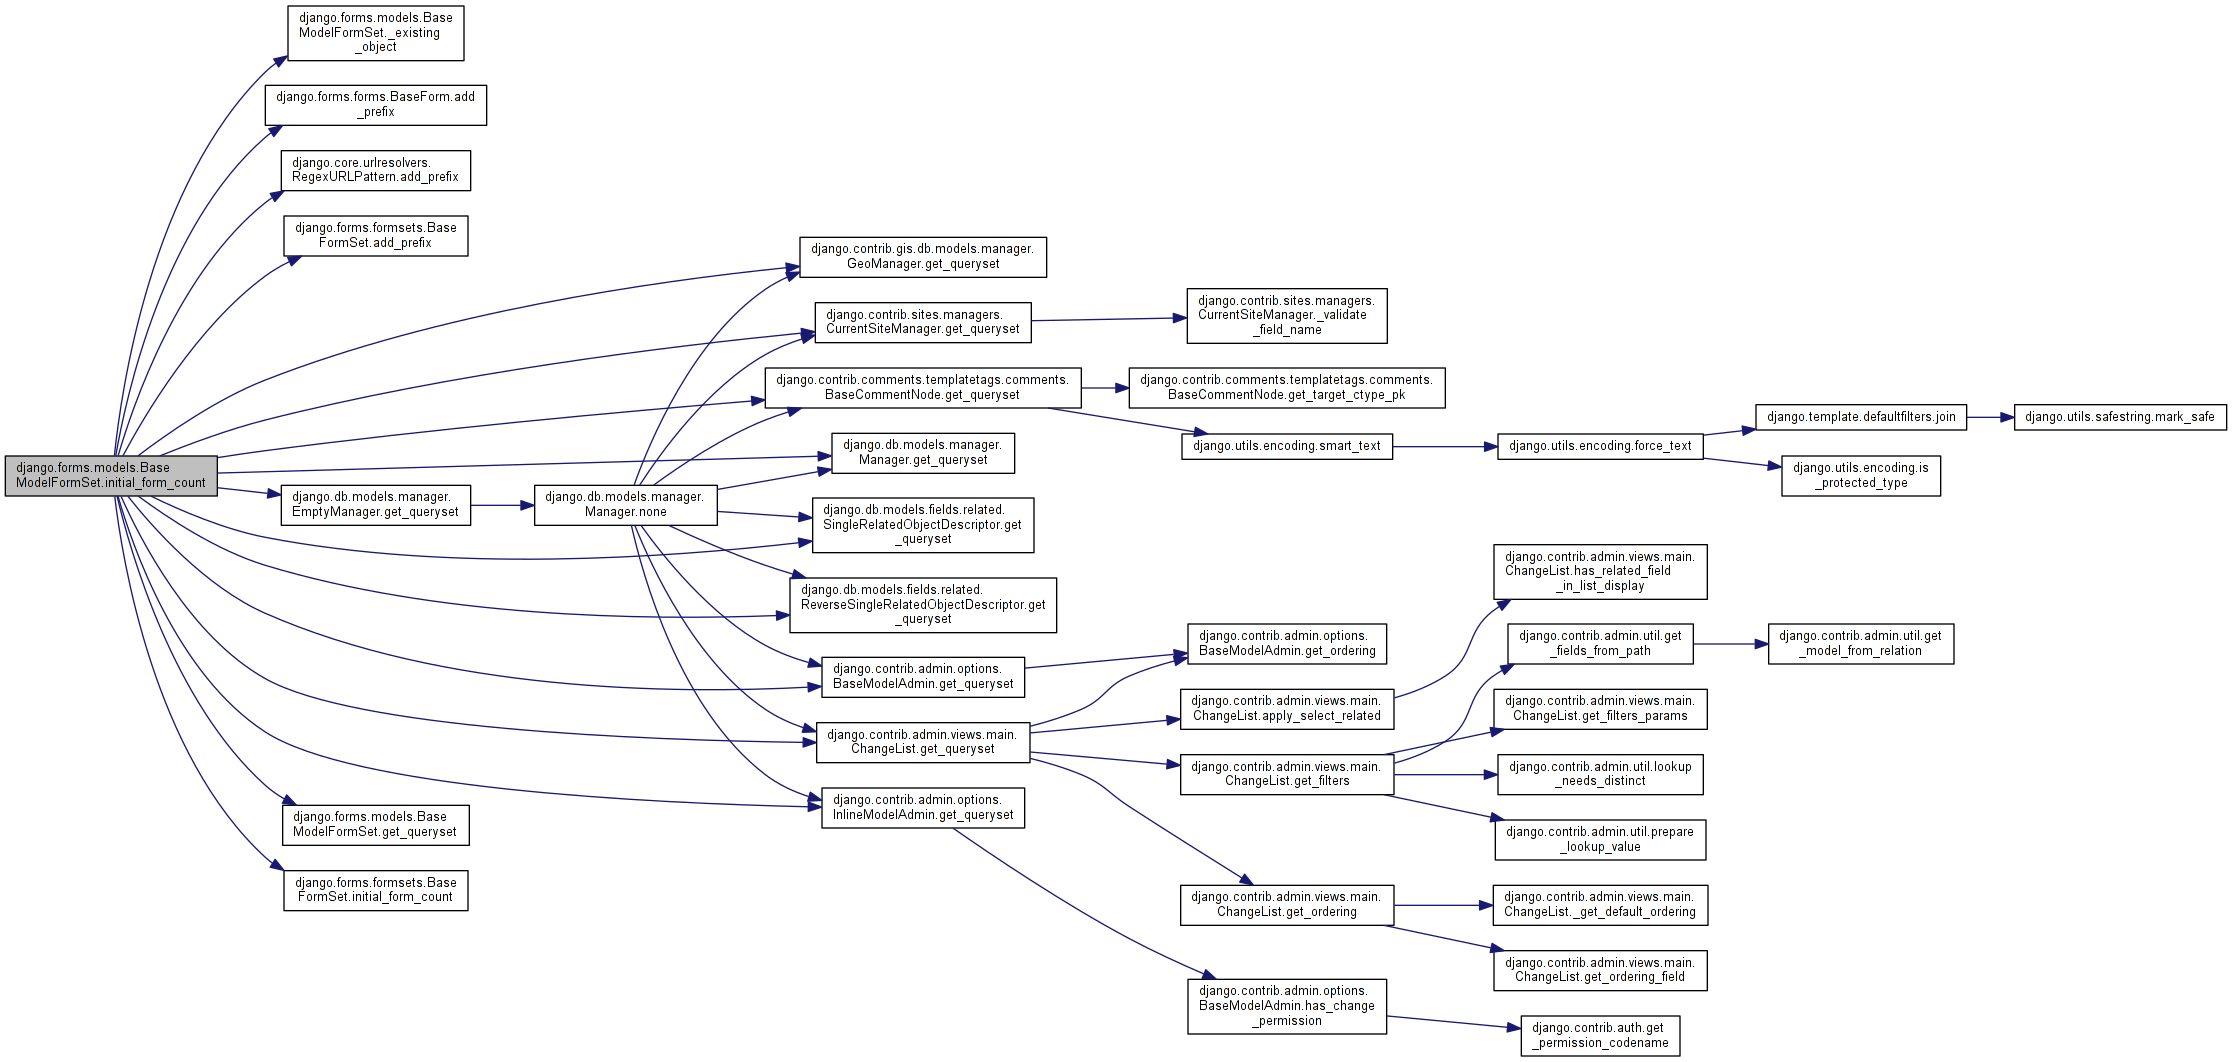 django.forms.models.Base
ModelFormSet._existing
_object
django.forms.forms.BaseForm.add
_prefix
django.core.urlresolvers.
RegexURLPattern.add_prefix
django.forms.formsets.Base
FormSet.add_prefix
django.forms.models.Base
ModelFormSet.initial_form_count
django.db.models.manager.
EmptyManager.get_queryset
django.forms.models.Base
ModelFormSet.get_queryset
django.forms.formsets.Base
FormSet.initial_form_count
django.db.models.manager.
Manager.none
django.contrib.gis.db.models.manager.
GeoManager.get_queryset
django.contrib.sites.managers.
CurrentSiteManager.get_queryset
django.contrib.comments.templatetags.comments.
BaseCommentNode.get_queryset
django.db.models.manager.
Manager.get_queryset
django.db.models.fields.related.
SingleRelatedObjectDescriptor.get
_queryset
django.db.models.fields.related.
ReverseSingleRelatedObjectDescriptor.get
_queryset
django.contrib.admin.options.
BaseModelAdmin.get_queryset
django.contrib.admin.views.main.
ChangeList.get_queryset
django.contrib.admin.options.
InlineModelAdmin.get_queryset
django.contrib.sites.managers.
CurrentSiteManager._validate
_field_name
django.contrib.comments.templatetags.comments.
BaseCommentNode.get_target_ctype_pk
django.utils.encoding.smart_text
django.contrib.admin.options.
BaseModelAdmin.get_ordering
django.contrib.admin.views.main.
ChangeList.apply_select_related
django.contrib.admin.views.main.
ChangeList.get_filters
django.contrib.admin.views.main.
ChangeList.get_ordering
django.contrib.admin.options.
BaseModelAdmin.has_change
_permission
django.utils.encoding.force_text
django.contrib.admin.views.main.
ChangeList.has_related_field
_in_list_display
django.contrib.admin.util.get
_fields_from_path
django.contrib.admin.views.main.
ChangeList.get_filters_params
django.contrib.admin.util.lookup
_needs_distinct
django.contrib.admin.util.prepare
_lookup_value
django.contrib.admin.views.main.
ChangeList._get_default_ordering
django.contrib.admin.views.main.
ChangeList.get_ordering_field
django.contrib.auth.get
_permission_codename
django.template.defaultfilters.join
django.utils.encoding.is
_protected_type
django.contrib.admin.util.get
_model_from_relation
django.utils.safestring.mark_safe